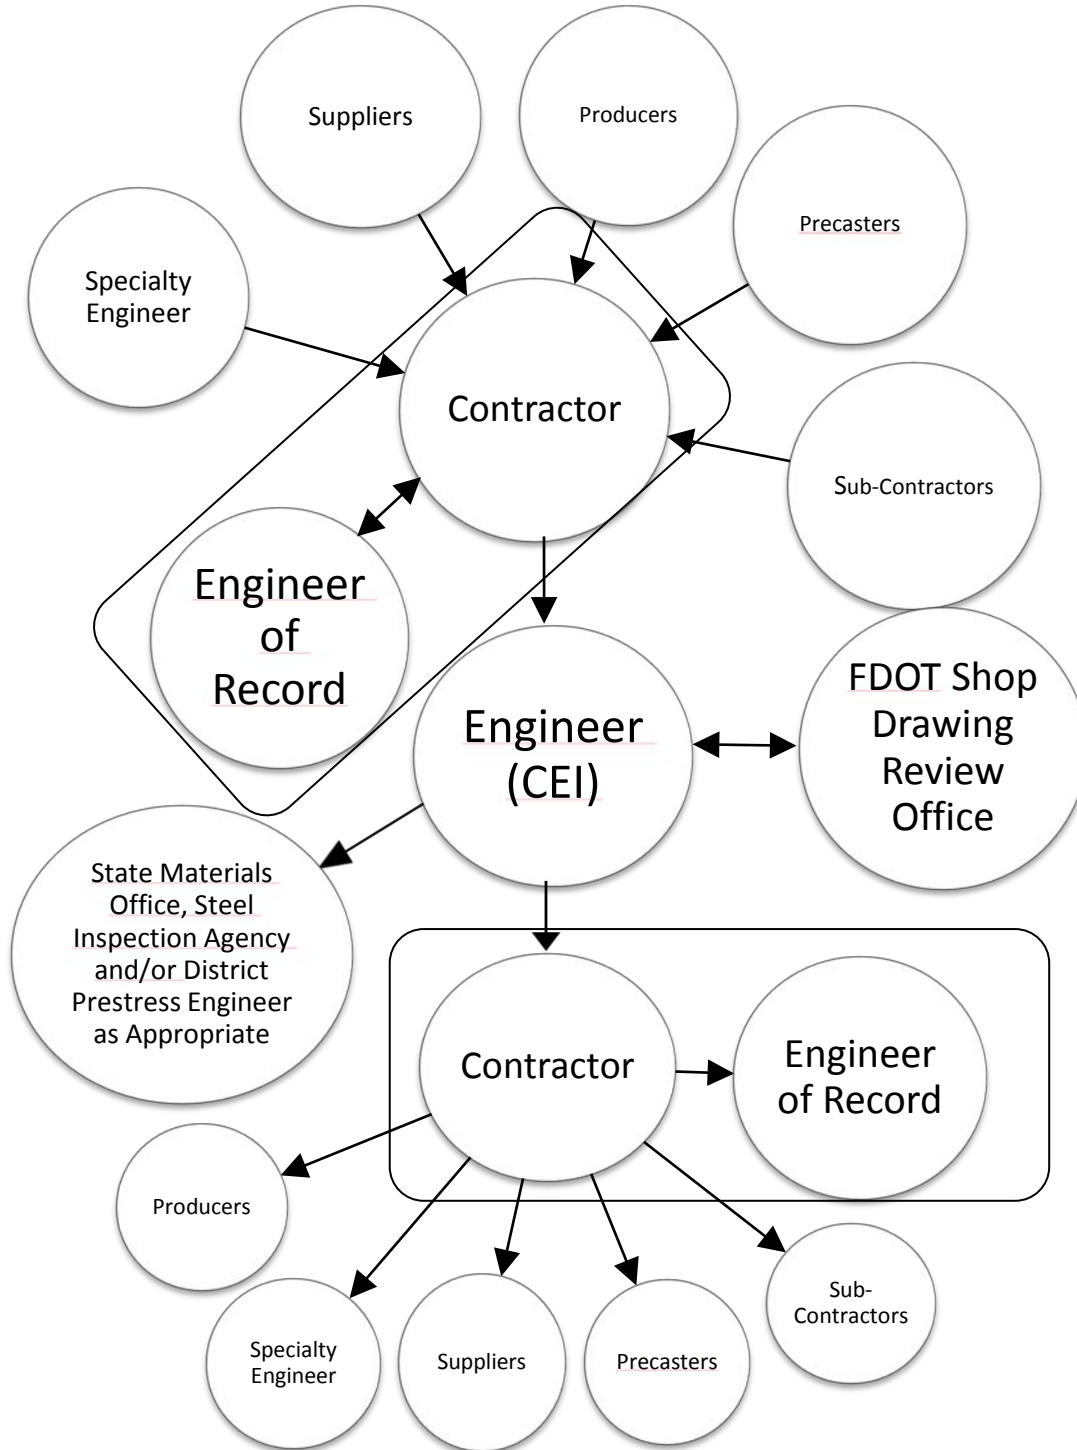 Suppliers
Producers
Precasters
Specialty
Engineer
Contractor
Sub-Contractors
Engineer
of
Record
Engineer
(CEI)
FDOT Shop
Drawing
Review
Office
State Materials
Office, Steel
Inspection Agency
and/or District
Prestress Engineer
as Appropriate
Contractor
Engineer
of Record
Producers
Specialty
Engineer
Suppliers
Precasters
Sub-
Contractors